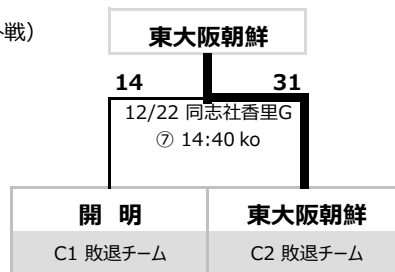 戦）
東大阪朝鮮
14 31
12/22 同志社香里G
⑦ 14:40 ko
開 明 東大阪朝鮮
C1 敗退チーム C2 敗退チーム